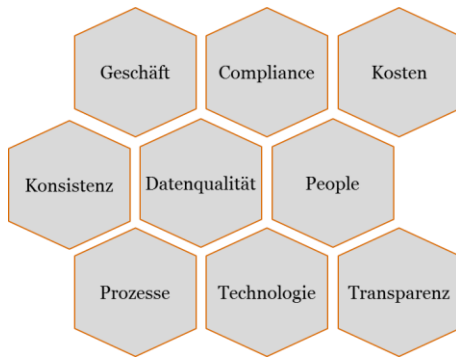 Geschäft
Compliance
Kosten
Konsistenz
Datenqualität
People
Prozesse
Technologie
Transparenz